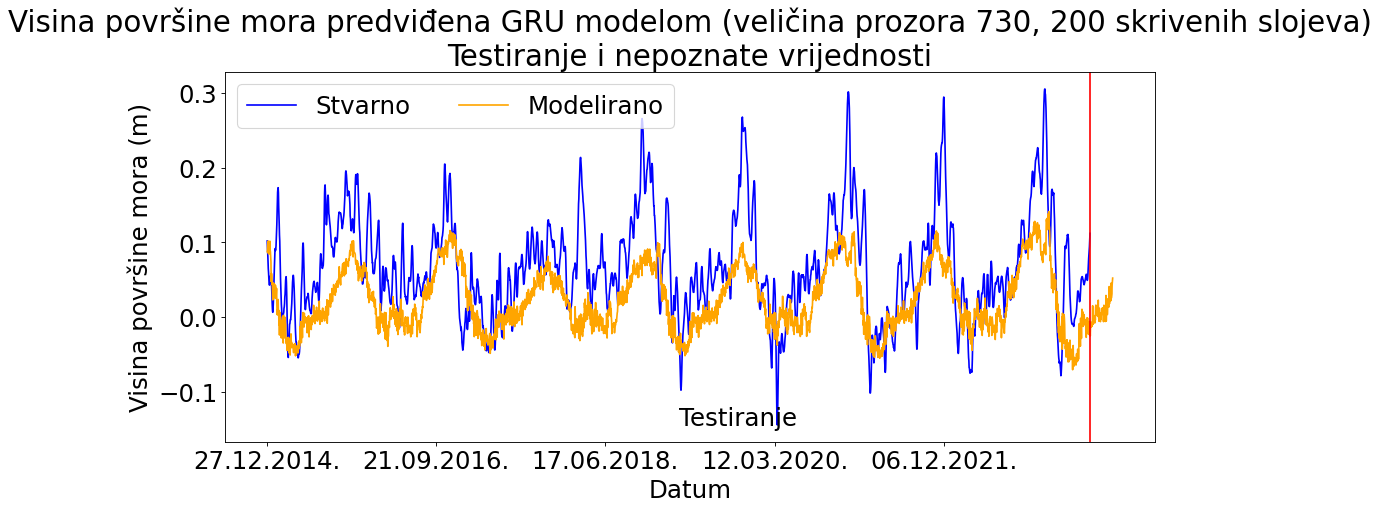 Visina površine mora predviđena GRU modelom (veličina prozora 730, 200 skrivenih slojeva)
Testiranje i nepoznate vrijednosti
Stvarno Modelirano
Visina površine mora (m)
0.3
0.2
0.1
0.0
−0.1
Testiranje
27.12.2014. 21.09.2016. 17.06.2018. 12.03.2020. 06.12.2021.
Datum